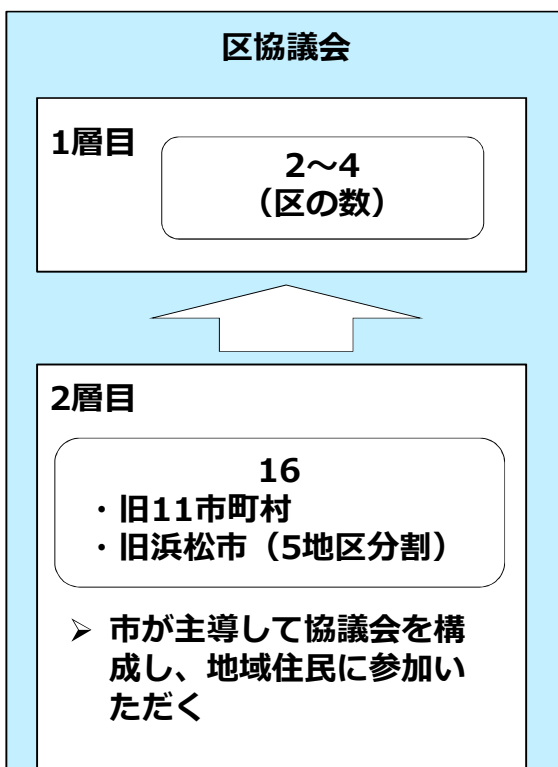 区協議会
1層目
2～4
（区の数）
2層目
16
・旧11市町村
・旧浜松市（5地区分割）
➢ 市が主導して協議会を構
成し、地域住民に参加い
ただく